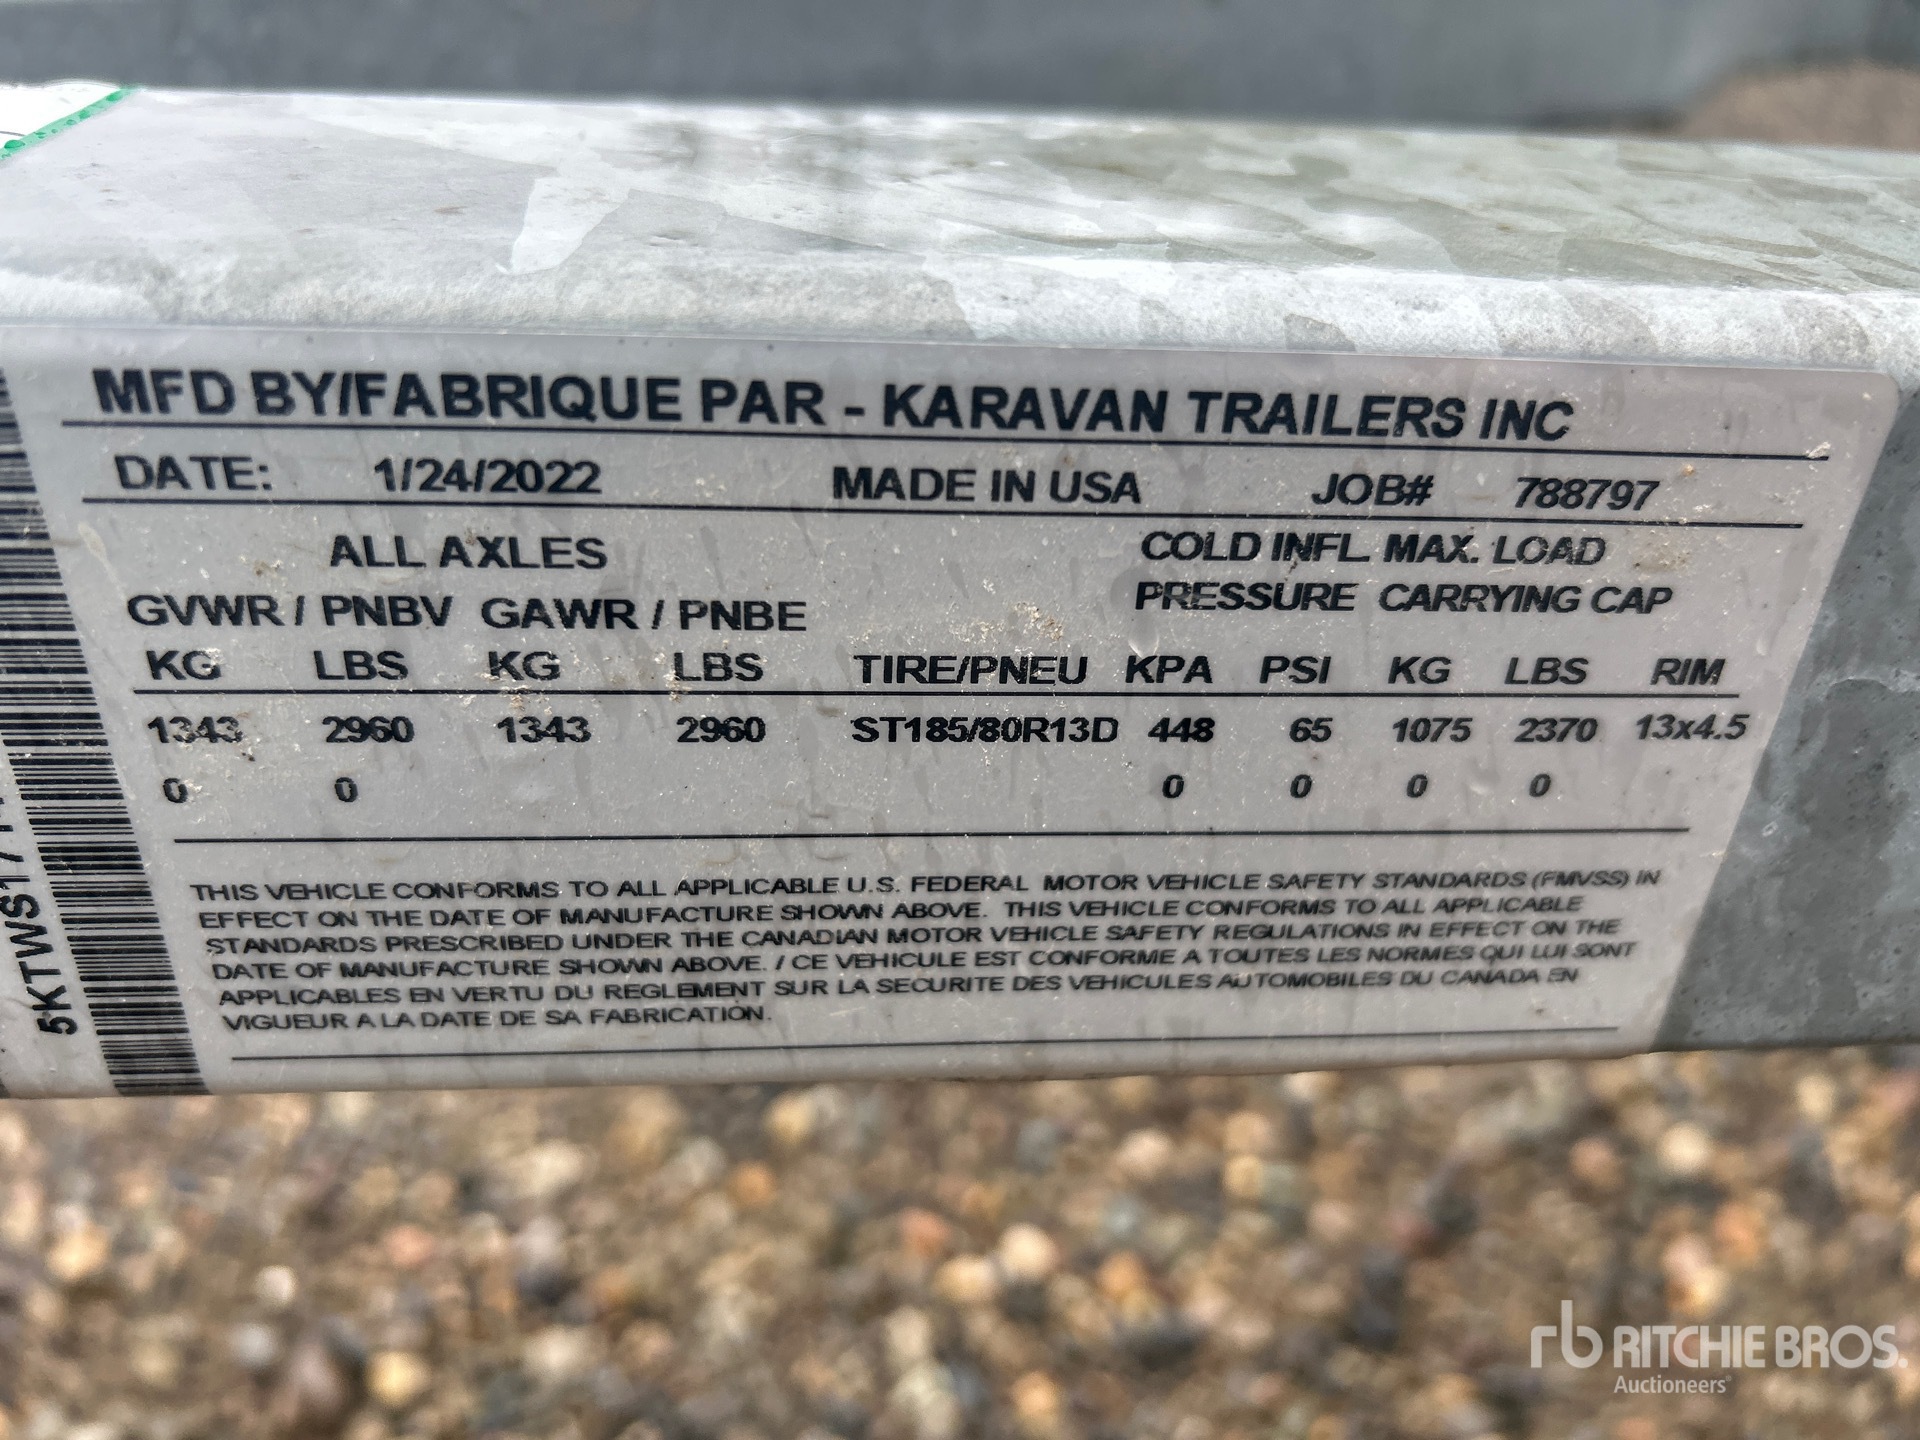 MFD BY/FABRIQUE PAR - KARAVAN TRAILERS INC
DATE: 1/24/2022 MADE IN USA JOB# 788797
ALL AXLES COLD INFL. MAX. LOAD
GVWR / PNBV GAWR / PNBE PRESSURE CARRYING CAP
KG LBS KG LBS TIRE/PNEU KPA PSI KG LBS RIM
1343 2960 1343 2960 ST185/80R13D 448 65 1075 2370 13x4.5
0 0 0 0 0 0
THIS VEHICLE CONFORMS TO ALL APPLICABLE U.S. FEDERAL MOTOR VEHICLE SAFETY STANDARDS (FMVSS) IN
EFFECT ON THE DATE OF MANUFACTURE SHOWN ABOVE. THIS VEHICLE CONFORMS TO ALL APPLICABLE
STANDARDS PRESCRIBED UNDER THE CANADIAN MOTOR VEHICLE SAFETY REGULATIONS IN EFFECT ON THE
DATE OF MANUFACTURE SHOWN ABOVE. / CE VEHICULE EST CONFORME A TOUTES LES NORMES QUI LUI SONT
APPLICABLES EN VERTU DU REGLEMENT SUR LA SECURITE DES VEHICULES AUTOMOBILES DU CANADA EN
VIGUEUR A LA DATE DE SA FABRICATION.
rb RITCHIE BROS.
Auctioneers